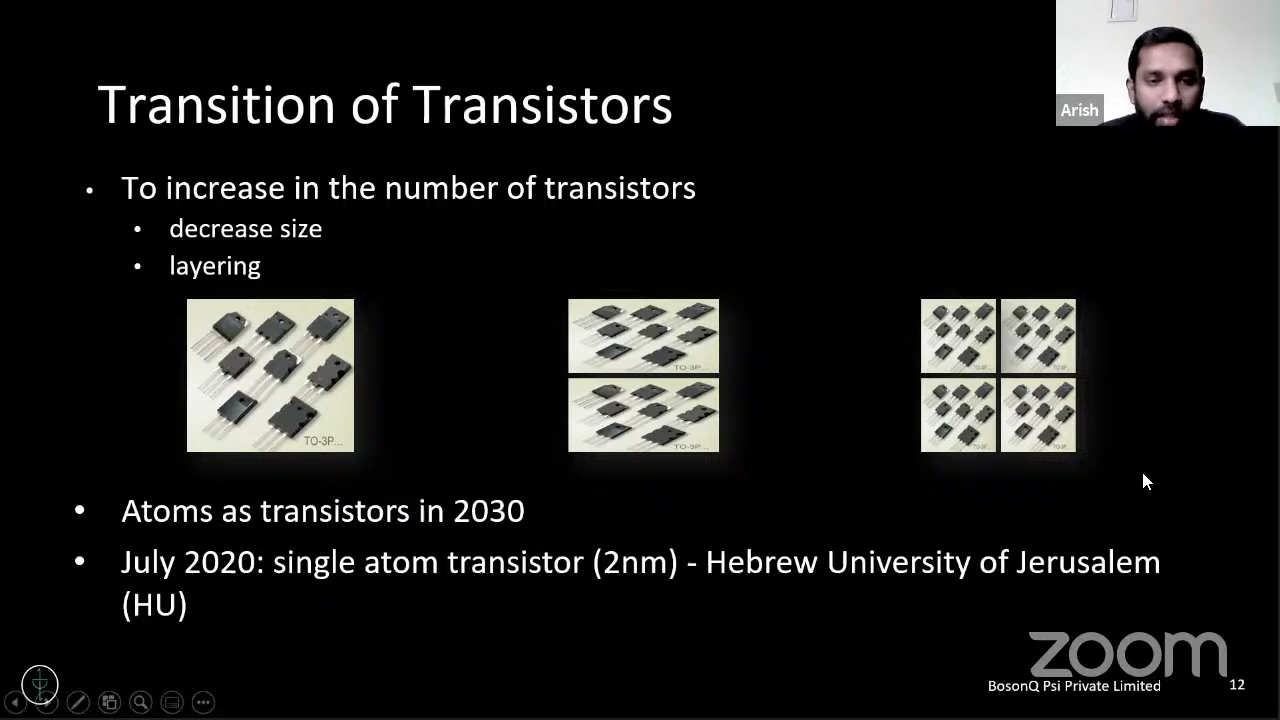 Transition of Transistors
Arish
• To increase in the number of transistors
• decrease size
• layering
TO-3P...
TO-3P...
TO-3P...
• Atoms as transistors in 2030
• July 2020: single atom transistor (2nm) - Hebrew University of Jerusalem
(HU)
zoom
BosonQ Psi Private Limited
12